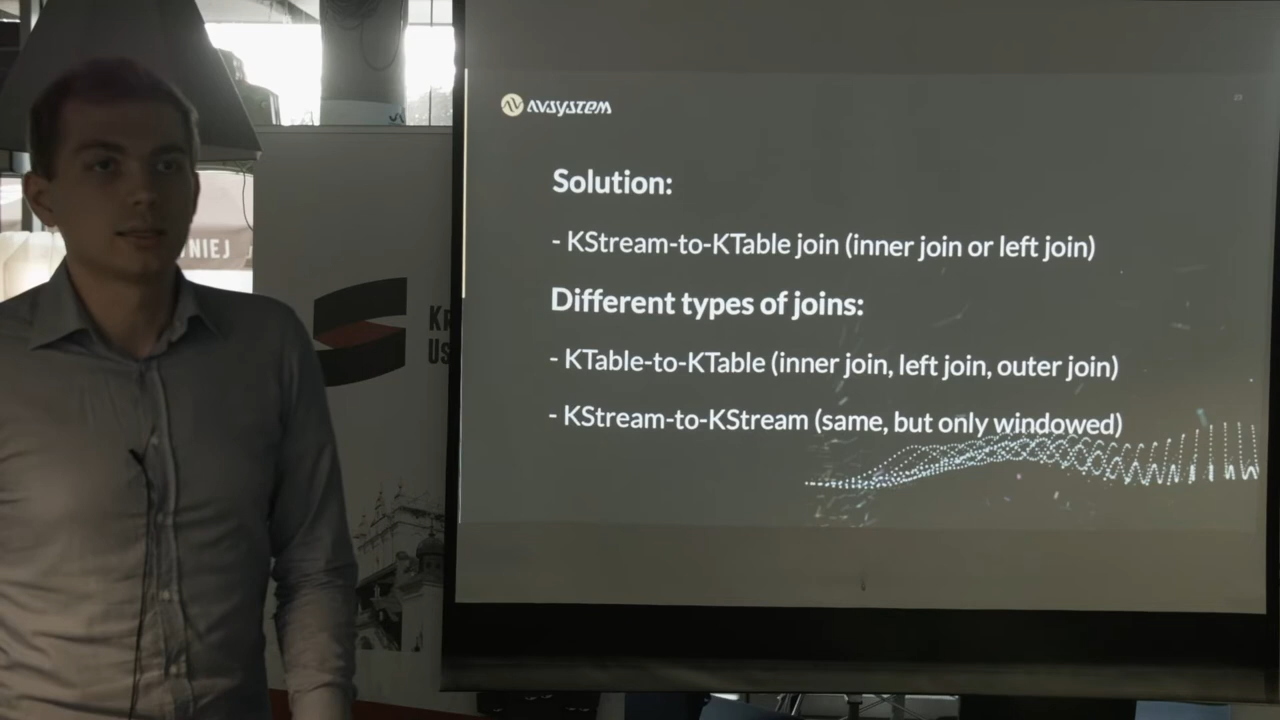 AVSYSTEM
Solution:
- KStream-to-KTable join (inner join or left join)
Different types of joins:
- KTable-to-KTable (inner join, left join, outer join)
- KStream-to-KStream (same, but only windowed)
NIEJ